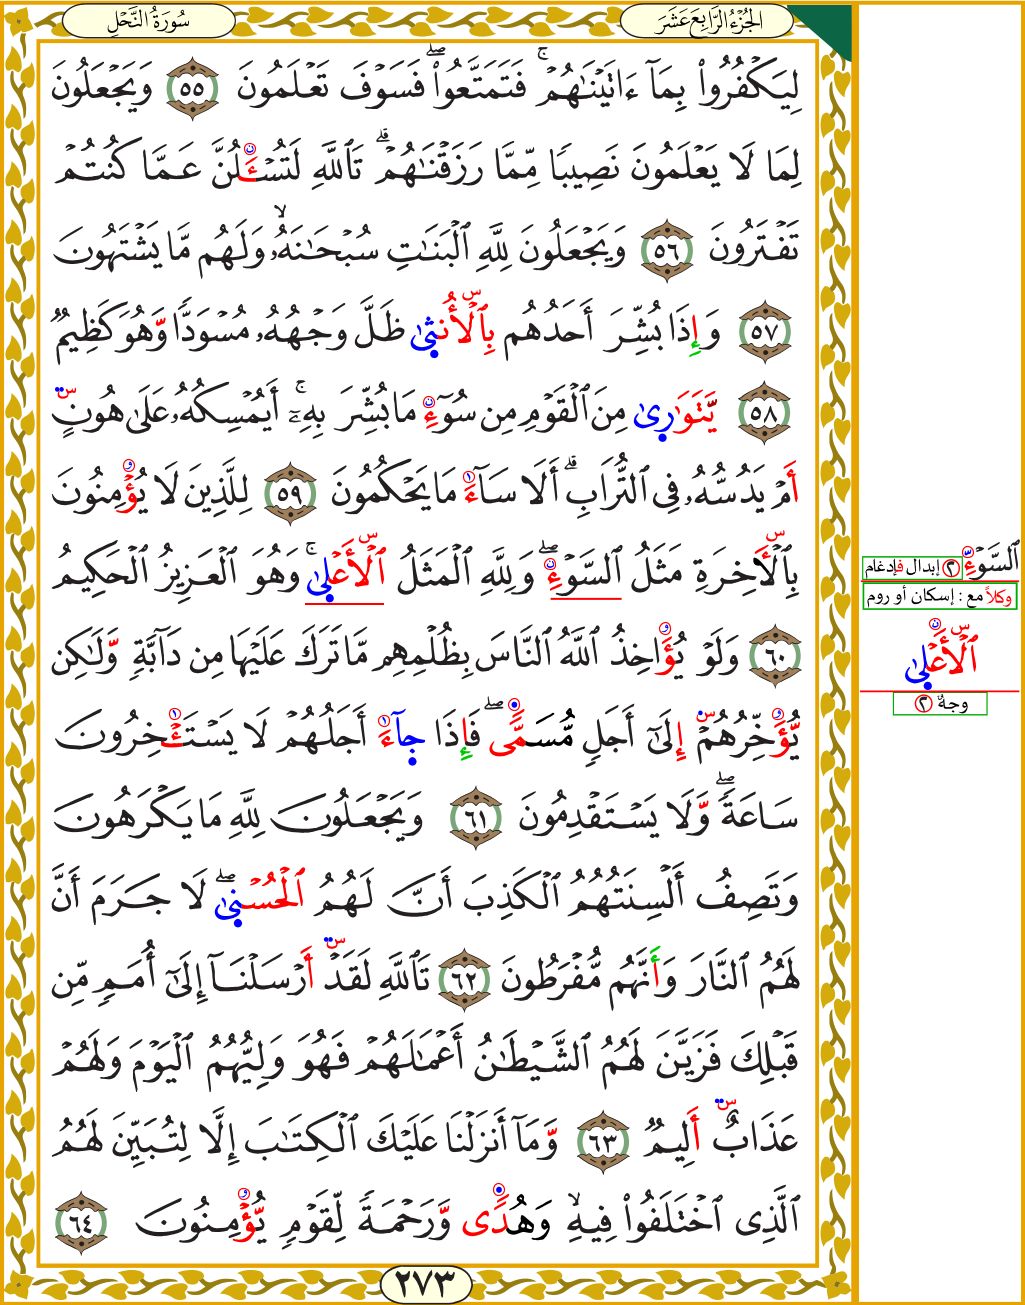 الجُزْءُ الرَّابِعَ عَشَرَ
سُورَةُ النَّحْلِ
لِيَكْفُرُوا۟ بِمَآ ءَاتَيْنَٰهُمْ ۚ فَتَمَتَّعُوا۟ ۖ فَسَوْفَ تَعْلَمُونَ ٥٥ وَيَجْعَلُونَ
لِمَا لَا يَعْلَمُونَ نَصِيبًا مِّمَّا رَزَقْنَٰهُمْ ۗ تَٱللَّهِ لَتُسْـَٔلُنَّ عَمَّا كُنتُمْ
تَفْتَرُونَ ٥٦ وَيَجْعَلُونَ لِلَّهِ ٱلْبَنَٰتِ سُبْحَٰنَهُۥ ۙ وَلَهُم مَّا يَشْتَهُونَ
٥٧ وَإِذَا بُشِّرَ أَحَدُهُم بِٱلْأُنثَىٰ ظَلَّ وَجْهُهُۥ مُسْوَدًّا وَهُوَ كَظِيمٌ
٥٨ يَتَوَٰرِىٰ مِنَ ٱلْقَوْمِ مِن سُوٓءِ مَا بُشِّرَ بِهِۦٓ ۚ أَيُمْسِكُهُۥ عَلَىٰ هُونٍ
أَمْ يَدُسُّهُۥ فِى ٱلتُّرَابِ ۗ أَلَا سَآءَ مَا يَحْكُمُونَ ٥٩ لِلَّذِينَ لَا يُؤْمِنُونَ
بِٱلْأَخِرَةِ مَثَلُ ٱلسَّوْءِ ۖ وَلِلَّهِ ٱلْمَثَلُ ٱلْأَعْلَىٰ ۚ وَهُوَ ٱلْعَزِيزُ ٱلْحَكِيمُ
٦٠ وَلَوْ يُؤَاخِذُ ٱللَّهُ ٱلنَّاسَ بِظُلْمِهِم مَّا تَرَكَ عَلَيْهَا مِن دَآبَّةٍ وَلَٰكِن
يُؤَخِّرُهُمْ إِلَىٰٓ أَجَلٍ مُّسَمًّى ۖ فَإِذَا جَآءَ أَجَلُهُمْ لَا يَسْتَـْٔخِرُونَ
سَاعَةً ۖ وَلَا يَسْتَقْدِمُونَ ٦١ وَيَجْعَلُونَ لِلَّهِ مَا يَكْرَهُونَ
وَتَصِفُ أَلْسِنَتُهُمُ ٱلْكَذِبَ أَنَّ لَهُمُ ٱلْحُسْنَىٰ ۖ لَا جَرَمَ أَنَّ
لَهُمُ ٱلنَّارَ وَأَنَّهُم مُّفْرَطُونَ ٦٢ تَٱللَّهِ لَقَدْ أَرْسَلْنَآ إِلَىٰٓ أُمَمٍ مِّن
قَبْلِكَ فَزَيَّنَ لَهُمُ ٱلشَّيْطَٰنُ أَعْمَٰلَهُمْ فَهُوَ وَلِيُّهُمُ ٱلْيَوْمَ وَلَهُمْ
عَذَابٌ أَلِيمٌ ٦٣ وَمَآ أَنزَلْنَا عَلَيْكَ ٱلْكِتَٰبَ إِلَّا لِتُبَيِّنَ لَهُمُ
ٱلَّذِى ٱخْتَلَفُوا۟ فِيهِ ۙ وَهُدًى وَرَحْمَةً لِّقَوْمٍ يُؤْمِنُونَ ٦٤
٢٧٣
ٱلسَّوْءِ
٢ إبدال فإدغام
وكلاً مع : إسكان أو روم
ٱلْأَعْلَىٰ
٢ وجهٌ